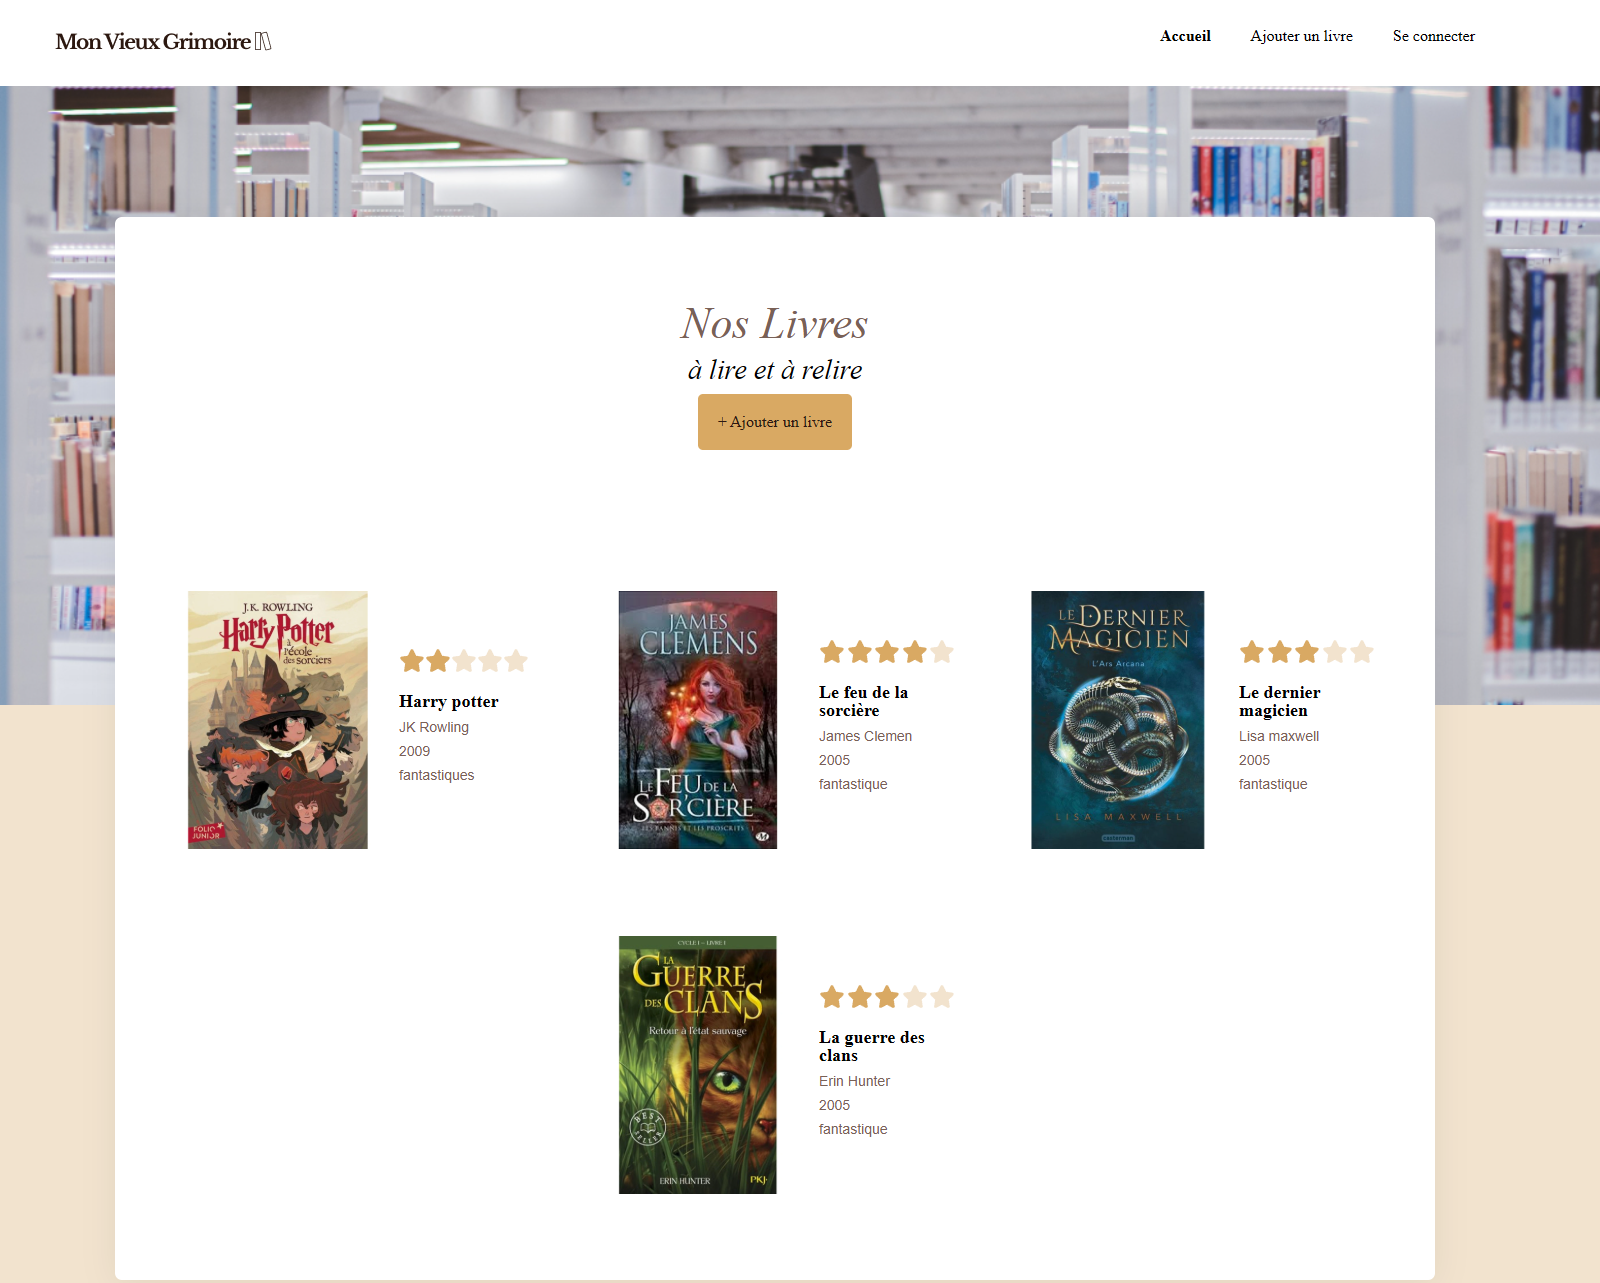 Mon Vieux Grimoire
Accueil
Ajouter un livre
Se connecter
Nos Livres
à lire et à relire
+ Ajouter un livre
J.K. ROWLING
Harry Potter
à l'école
des sorciers
FOLIO
JUNIOR
Harry potter
JK Rowling
2009
fantastiques
JAMES
CLEMENS
LE FEU DE LA
SORCIÈRE
LES BANNIS ET LES PROSCRITS - 1
M
Le feu de la
sorcière
James Clemen
2005
fantastique
LE DERNIER
MAGICIEN
L'Ars Arcana
LISA MAXWELL
casterman
Le dernier
magicien
Lisa maxwell
2005
fantastique
CYCLE I – LIVRE I
LA
GUERRE
DES CLANS
Retour à l'état sauvage
BEST
SELLER
ERIN HUNTER
PKJ.
La guerre des
clans
Erin Hunter
2005
fantastique